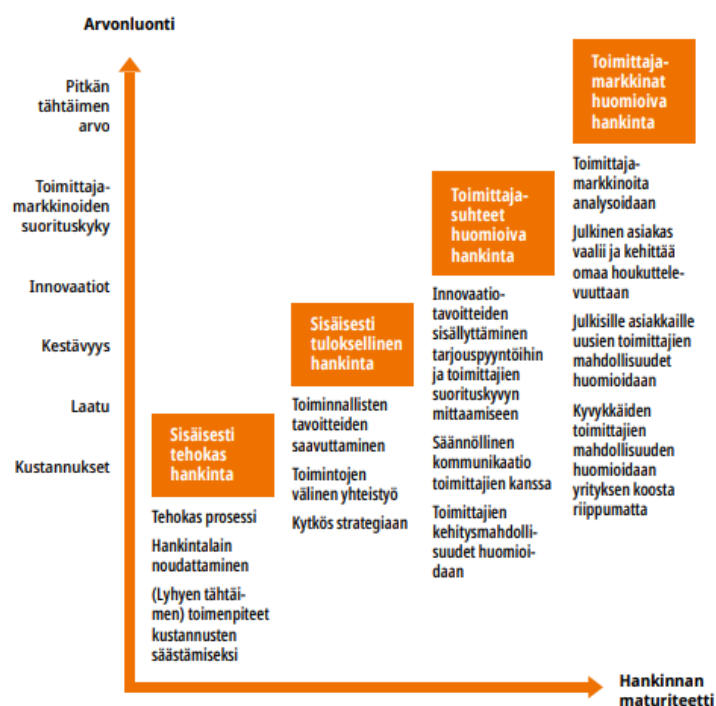 Arvonluonti
Pitkän
tähtäimen
arvo
Toimittaja-
markkinoiden
suorituskyky
Innovaatiot
Kestävyys
Laatu
Kustannukset
Sisäisesti
tehokas
hankinta
Tehokas prosessi
Hankintalain
noudattaminen
(Lyhyen tähtäi-
men) toimenpiteet
kustannusten
säästämiseksi
Sisäisesti
tuloksellinen
hankinta
Toiminnallisten
tavoitteiden
saavuttaminen
Toimintojen
välinen yhteistyö
Kytkös strategiaan
Toimittaja-
suhteet
huomioiva
hankinta
Innovaatio-
tavoitteiden
sisällyttäminen
tarjouspyyntöihin
ja toimittajien
suorituskyvyn
mittaamiseen
Säännöllinen
kommunikaatio
toimittajien kanssa
Toimittajien
kehitysmahdolli-
suudet huomioi-
daan
Toimittaja-
markkinat
huomioiva
hankinta
Toimittaja-
markkinoita
analysoidaan
Julkinen asiakas
vaalii ja kehittää
omaa houkuttele-
vuuttaan
Julkisille asiakkaille
uusien toimittajien
mahdollisuudet
huomioidaan
Kyvykkäiden
toimittajien
mahdollisuuden
huomioidaan
yrityksen koosta
riippumatta
Hankinnan
maturiteetti